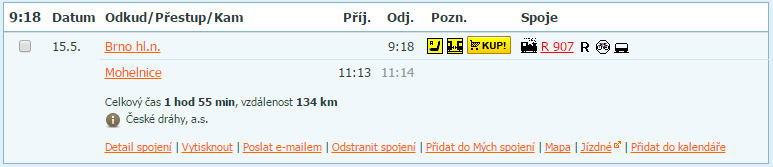 9:18 Datum Odkud/Přestup/Kam Příj. Odj. Pozn. Spoje
15.5. Brno hl.n. 9:18 R KUP! R 907 R
Mohelnice 11:13 11:14
Celkový čas 1 hod 55 min, vzdálenost 134 km
České dráhy, a.s.
Detail spojení | Vytisknout | Poslat e-mailem | Odstranit spojení | Přidat do Mých spojení | Mapa | Jízdné | Přidat do kalendáře